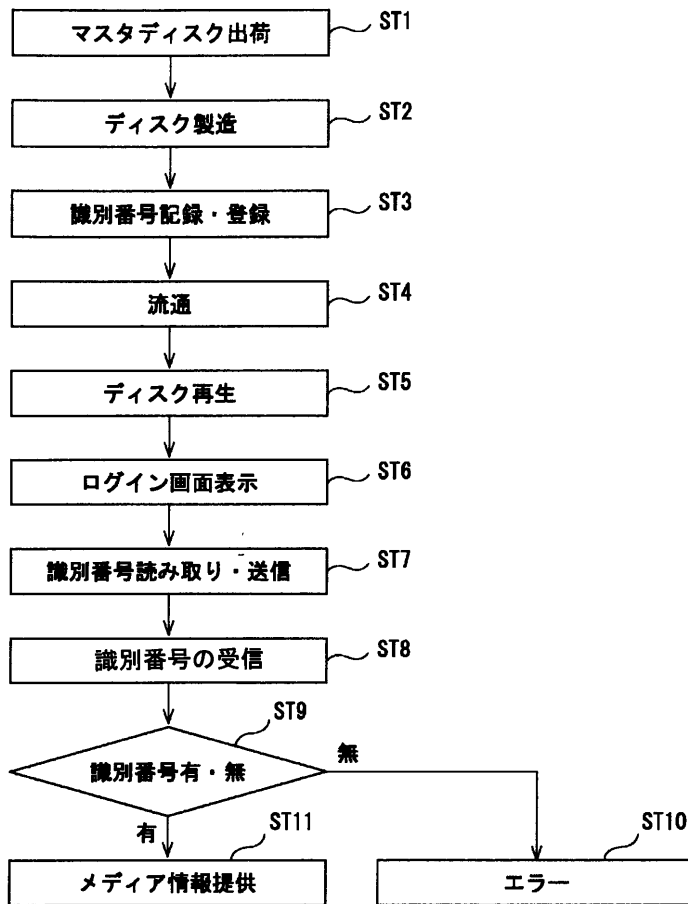 マスタディスク出荷
ST1
ディスク製造
ST2
識別番号記録・登録
ST3
流通
ST4
ディスク再生
ST5
ログイン画面表示
ST6
識別番号読み取り・送信
ST7
識別番号の受信
ST8
ST9
識別番号有・無
無
有
ST11
メディア情報提供
ST10
エラー